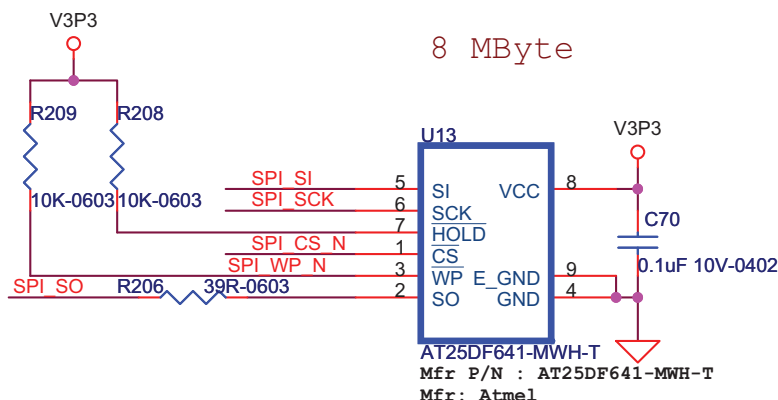 V3P3
8 MByte
R209
R208
10K-0603
10K-0603
U13
V3P3
SPI_SI
5
SI
VCC
8
SPI_SCK
6
SCK
7
HOLD
C70
SPI_CS_N
1
CS
0.1uF 10V-0402
SPI_WP_N
3
WP
E_GND
9
SPI_SO
R206
39R-0603
2
SO
GND
4
AT25DF641-MWH-T
Mfr P/N : AT25DF641-MWH-T
Mfr: Atmel